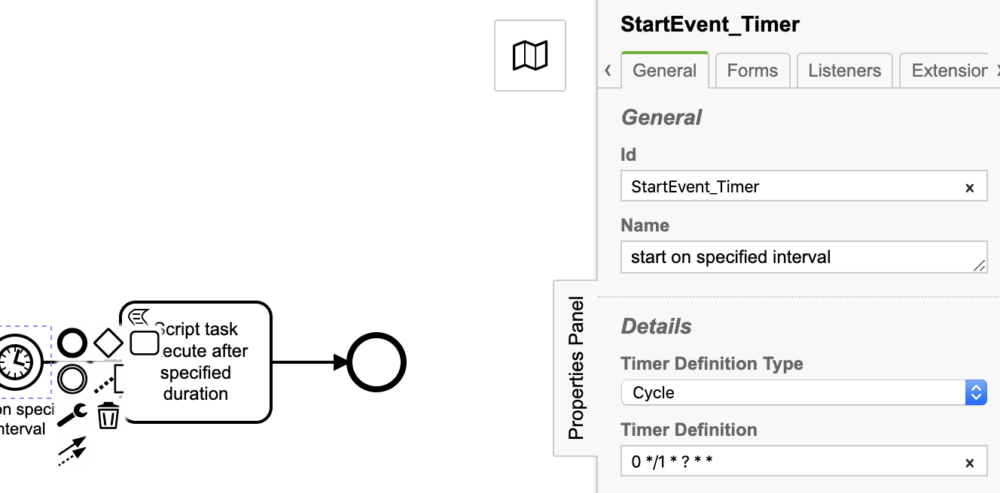 StartEvent_Timer
General
Forms
Listeners
Extension
General
Id
StartEvent_Timer
Name
start on specified interval
Properties Panel
Details
Timer Definition Type
Cycle
Timer Definition
0 */1 * ? * *
Script task
ecute after
specified
duration
on speci
nterval